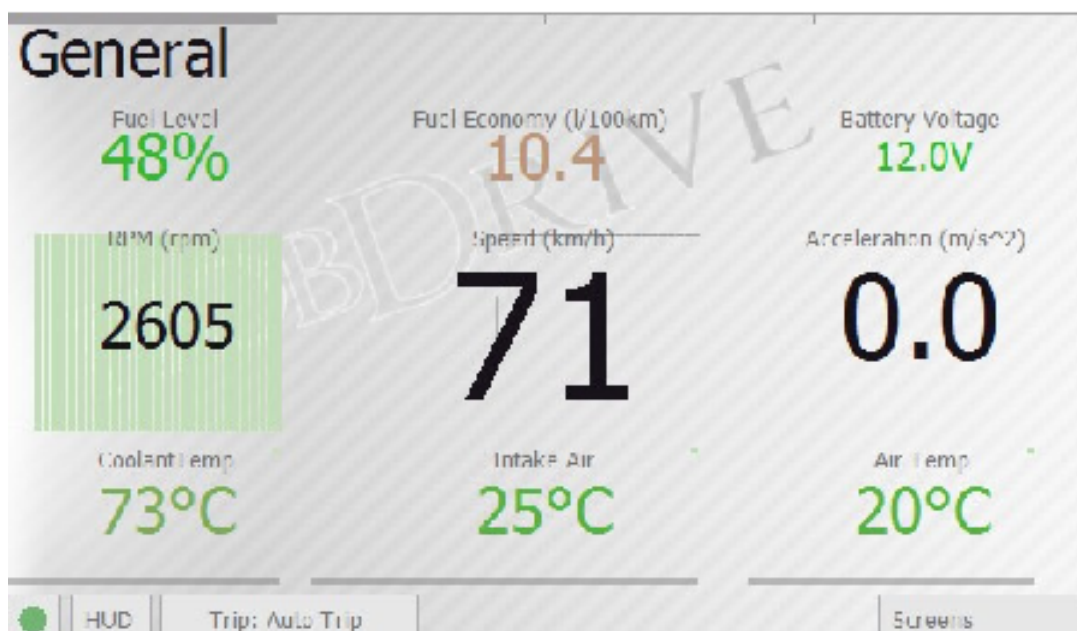 General
Fuel Level
Fuel Economy (l/100km)
Battery Voltage
48%
10.4
12.0V
RPM (rpm)
Speed (km/h)
Acceleration (m/s^2)
2605
71
0.0
Coolant Temp
Intake Air
Air Temp
73°C
25°C
20°C
HUD
Trip: Auto Trip
Screens
OBDRIVE